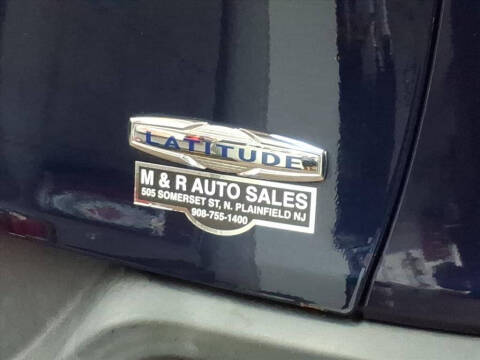 LATITUDE
M & R AUTO SALES
505 SOMERSET ST, N. PLAINFIELD NJ
908-755-1400